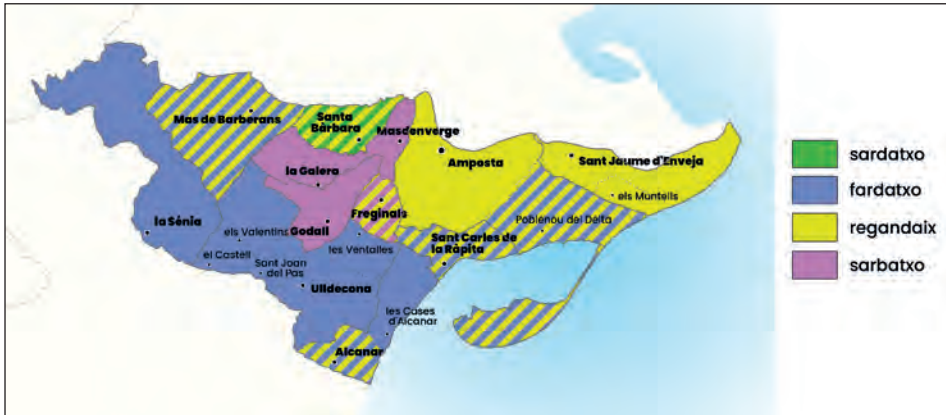 Mas de Barberans
Santa
Bàrbara
Masdenverge
Amposta
Sant Jaume d'Enveja
els Muntells
la Galera
Freginals
Poblenou del Delta
la Sénia
els Valentins
Godall
les Ventalles
Sant Carles de
la Ràpita
el Castell
Sant Joan
del Pas
Ulldecona
les Cases
d'Alcanar
Alcanar
sardatxo
fardatxo
regandaix
sarbatxo